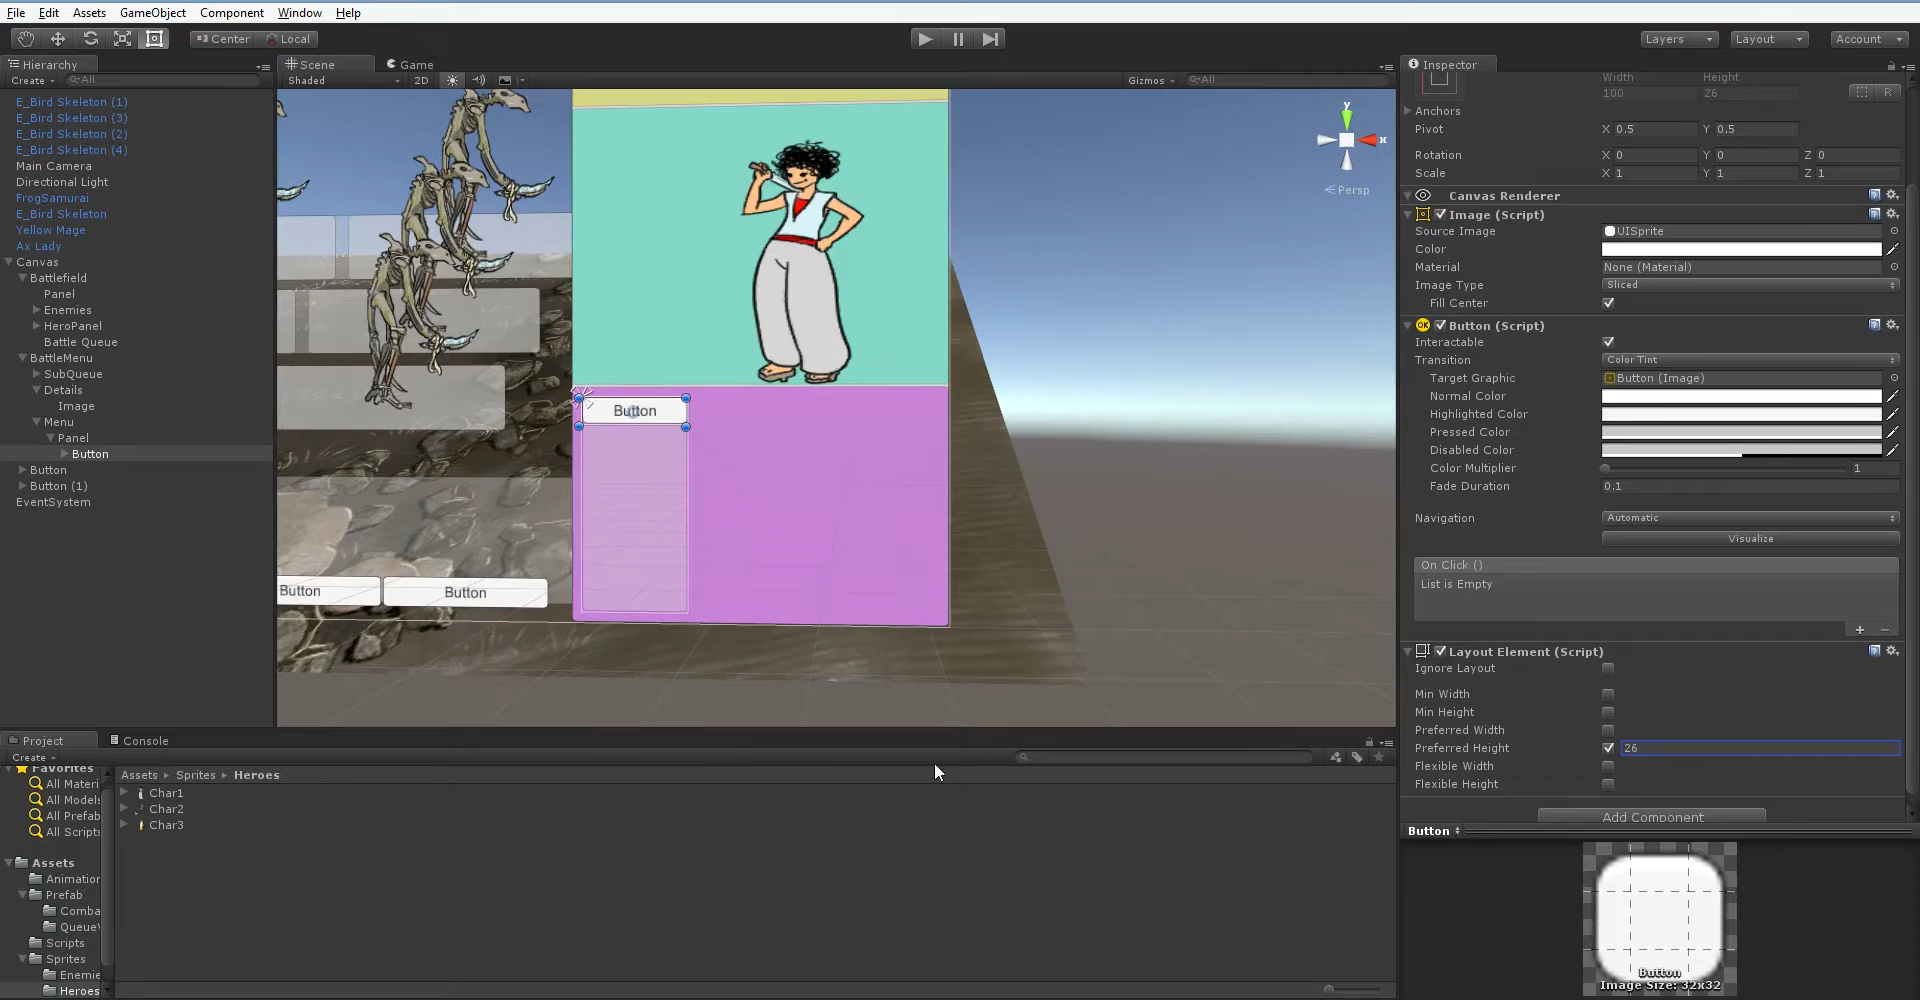 File Edit Assets GameObject Component Window Help
Center Local
Layers Layout Account
Hierarchy
Create All
E_Bird Skeleton (1)
E_Bird Skeleton (3)
E_Bird Skeleton (2)
E_Bird Skeleton (4)
Main Camera
Directional Light
FrogSamurai
E_Bird Skeleton
Yellow Mage
Ax Lady
Canvas
Battlefield
Panel
Enemies
HeroPanel
Battle Queue
BattleMenu
SubQueue
Details
Image
Menu
Panel
Button
Button
Button (1)
EventSystem
Scene Game
Shaded 2D Gizmos All
y
x
Persp
Button
Button Button
Inspector
Width Height
100 26 R
Anchors
Pivot X 0.5 Y 0.5
Rotation X 0 Y 0 Z 0
Scale X 1 Y 1 Z 1
Canvas Renderer
Image (Script)
Source Image UISprite
Color
Material None (Material)
Image Type Sliced
Fill Center
OK Button (Script)
Interactable
Transition Color Tint
Target Graphic Button (Image)
Normal Color
Highlighted Color
Pressed Color
Disabled Color
Color Multiplier 1
Fade Duration 0.1
Navigation Automatic
Visualize
On Click ()
List is Empty
Layout Element (Script)
Ignore Layout
Min Width
Min Height
Preferred Width
Preferred Height 26
Flexible Width
Flexible Height
Add Component
Button
Button
Image Size: 32x32
Project Console
Create
Favorites
All Materi
All Models
All Prefab
All Scripts
Assets
Animation
Prefab
Comba
Queue
Scripts
Sprites
Enemie
Heroes
Assets ▸ Sprites ▸ Heroes
Char1
Char2
Char3